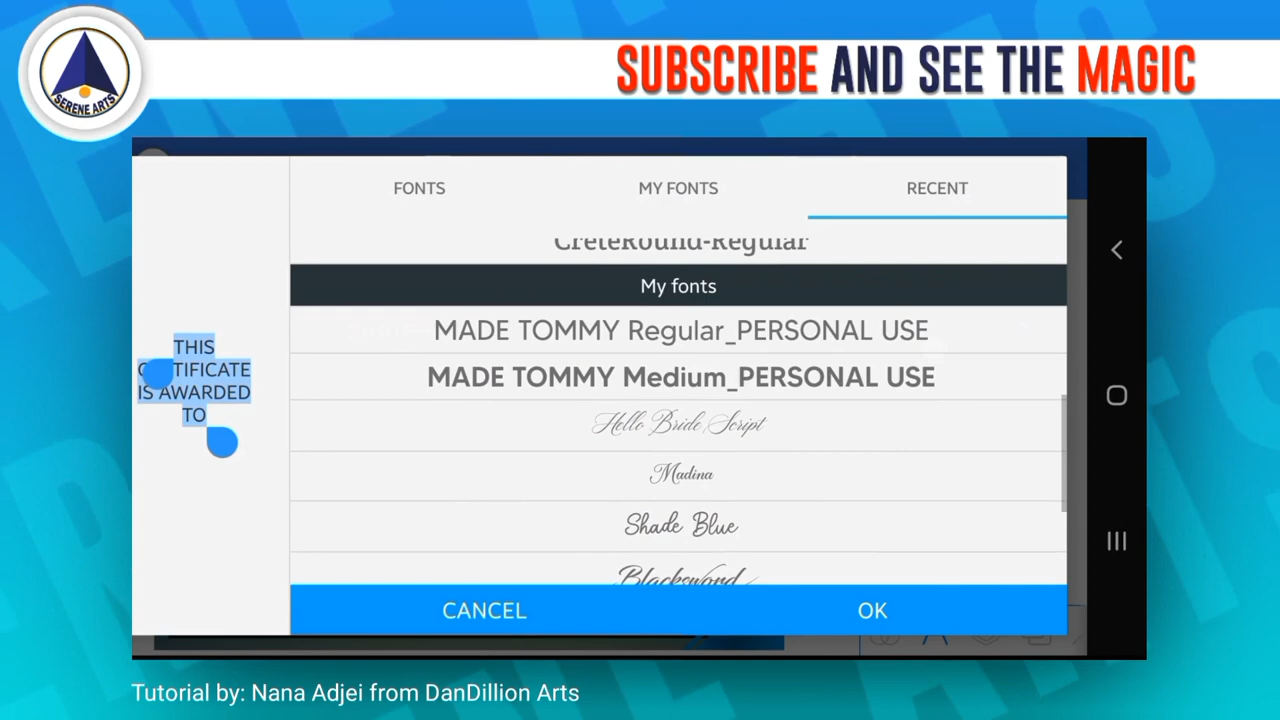 SUBSCRIBE AND SEE THE MAGIC
SERENE ARTS
FONTS
MY FONTS
RECENT
CreteRound-Regular
My fonts
MADE TOMMY Regular_PERSONAL USE
MADE TOMMY Medium_PERSONAL USE
Hello Bride Script
Madina
Shade Blue
Blacksword
THIS
C TIFICATE
IS AWARDED
TO
CANCEL
OK
Tutorial by: Nana Adjei from DanDillion Arts